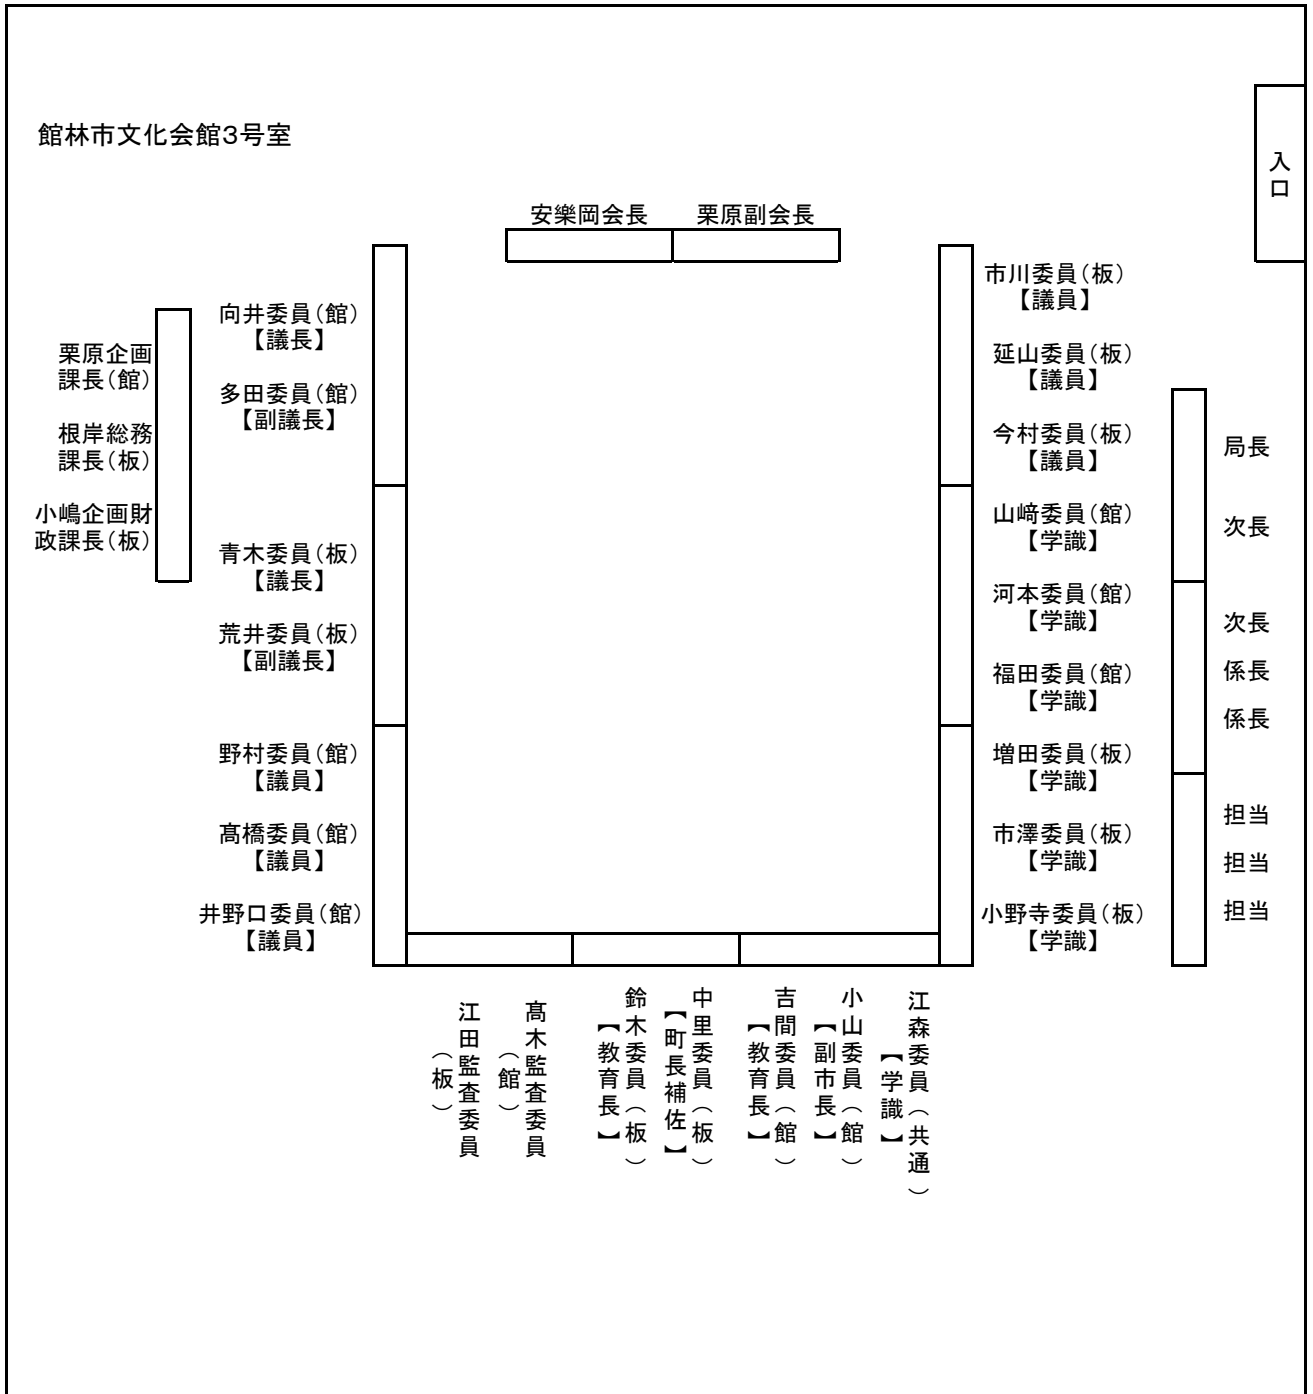 館林市文化会館3号室
入口
安樂岡会長
栗原副会長
向井委員(館)
【議長】
多田委員(館)
【副議長】
青木委員(板)
【議長】
荒井委員(板)
【副議長】
野村委員(館)
【議員】
髙橋委員(館)
【議員】
井野口委員(館)
【議員】
栗原企画
課長(館)
根岸総務
課長(板)
小嶋企画財
政課長(板)
市川委員(板)
【議員】
延山委員(板)
【議員】
今村委員(板)
【議員】
山﨑委員(館)
【学識】
河本委員(館)
【学識】
福田委員(館)
【学識】
増田委員(板)
【学識】
市澤委員(板)
【学識】
小野寺委員(板)
【学識】
局長
次長
次長
係長
係長
担当
担当
担当
江森委員(共通)
【学識】
小山委員(館)
【副市長】
吉間委員(館)
【教育長】
中里委員(板)
【町長補佐】
鈴木委員(板)
【教育長】
髙木監査委員
(館)
江田監査委員
(板)